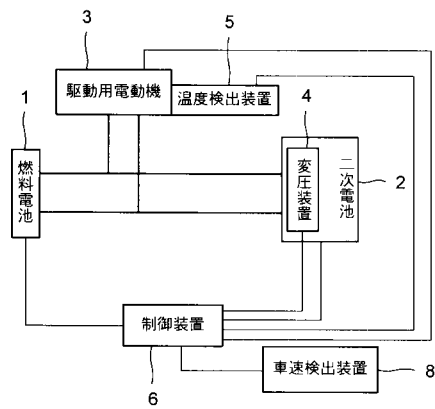 3
5
駆動用電動機
温度検出装置
1
4
燃料電池
変圧装置
二次電池
2
制御装置
6
車速検出装置
8